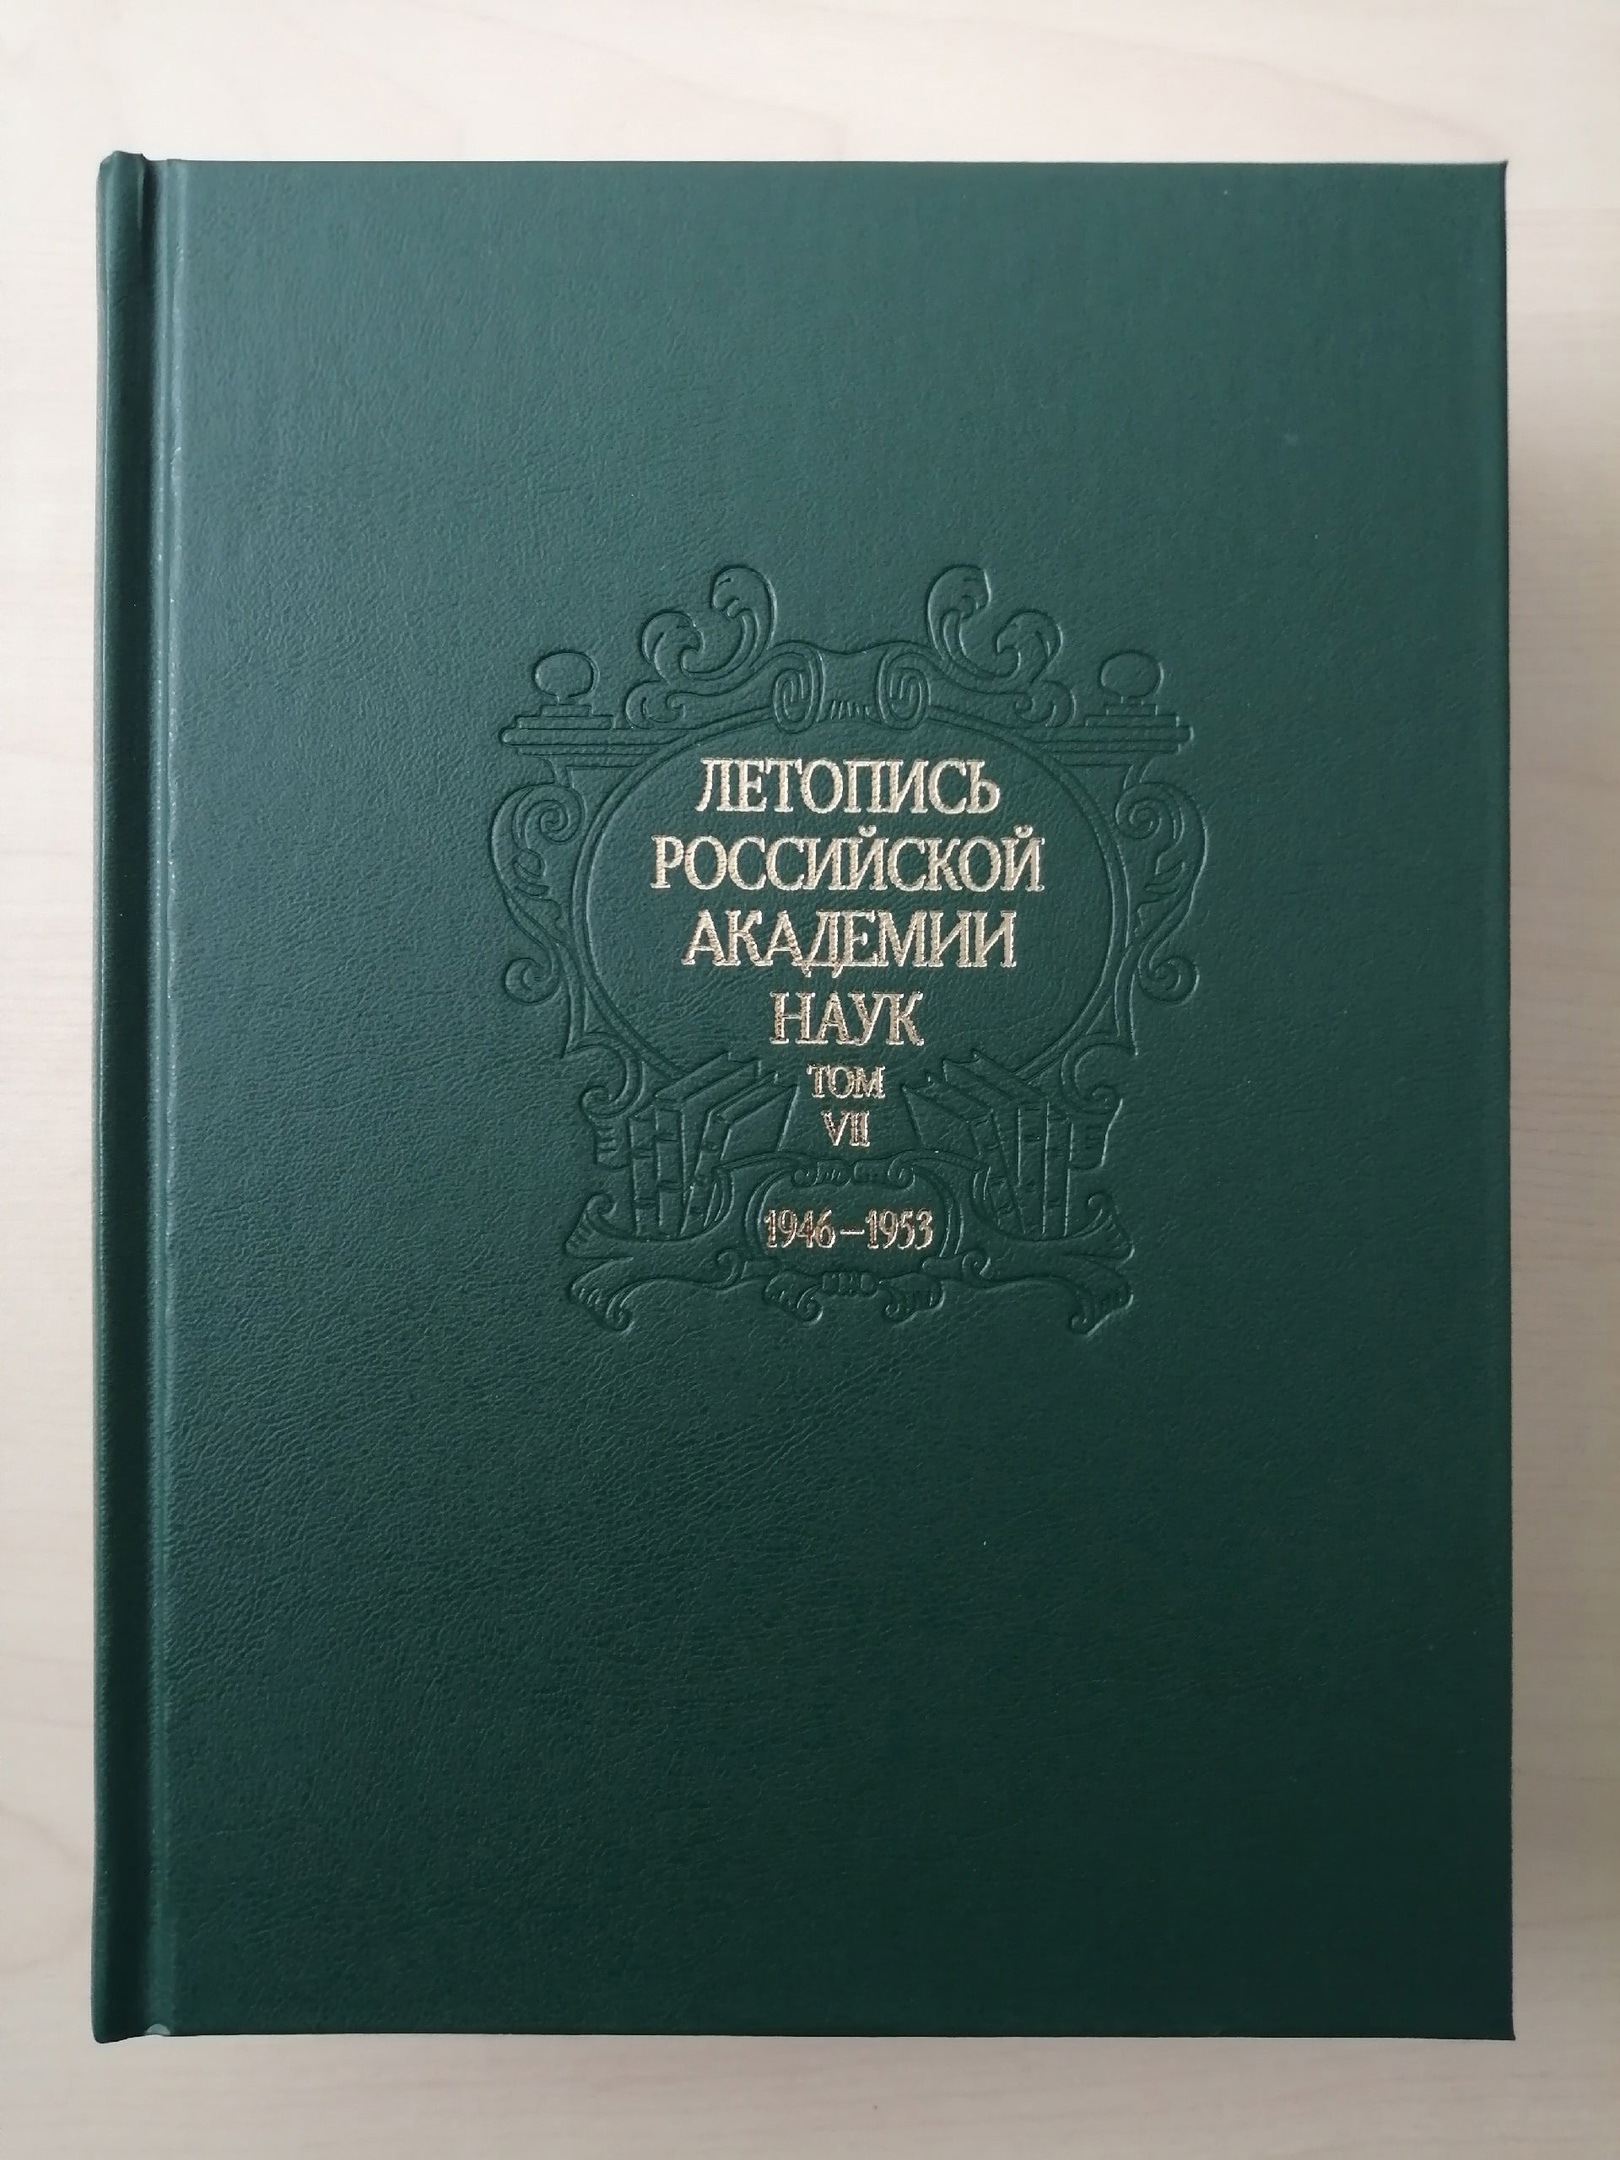 ЛЕТОПИСЬ
РОССИЙСКОЙ
АКАДЕМИИ
НАУК
ТОМ
VII
1946–1953